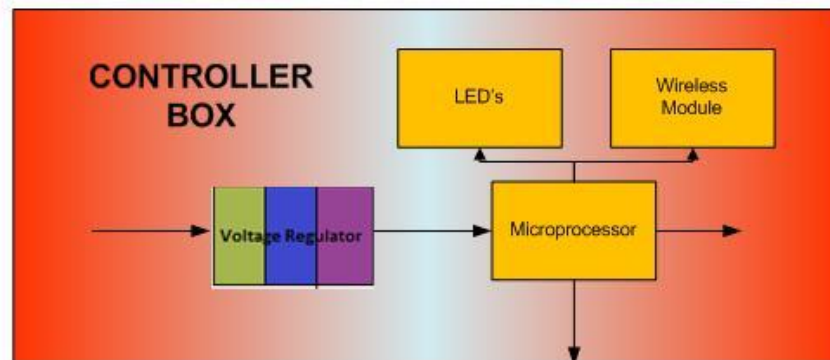 CONTROLLER
BOX
LED's
Wireless
Module
Voltage Regulator
Microprocessor